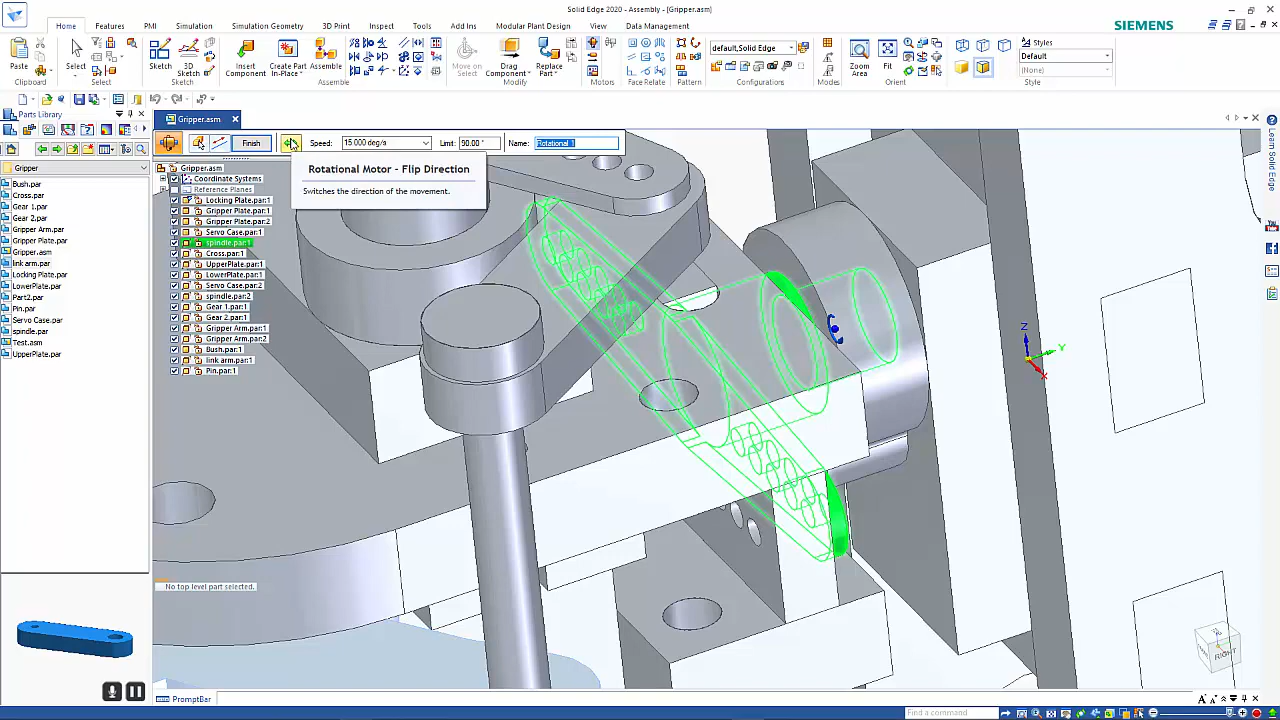 Solid Edge 2020 - Assembly - [Gripper.asm]
Home Features PMI Simulation Simulation Geometry 3D Print Inspect Tools Add Ins Modular Plant Design View Data Management
SIEMENS
Paste
Select
Sketch
3D Sketch
Insert Component
Create Part In-Place
Assemble
Move on Select
Drag Component
Replace Part
default,Solid Edge
Zoom Area
Fit
Styles
Default
(None)
Clipboard Select Assemble Modify Motors Face Relate Pattern Configurations Modes Orient Style
Parts Library
Gripper.asm
Finish
Speed: 15.000 deg/s
Limit: 90.00 °
Name: Rotational 1
Rotational Motor - Flip Direction
Switches the direction of the movement.
Gripper
Bush.par
Cross.par
Gear 1.par
Gear 2.par
Gripper Arm.par
Gripper Plate.par
Gripper.asm
link arm.par
Locking Plate.par
LowerPlate.par
Part2.par
Pin.par
Servo Case.par
spindle.par
Test.asm
UpperPlate.par
Gripper.asm
Coordinate Systems
Reference Planes
Locking Plate.par:1
Gripper Plate.par:1
Gripper Plate.par:2
Servo Case.par:1
spindle.par:1
Cross.par:1
UpperPlate.par:1
LowerPlate.par:1
Servo Case.par:2
spindle.par:2
Gear 1.par:1
Gear 2.par:1
Gripper Arm.par:1
Gripper Arm.par:2
Bush.par:1
link arm.par:1
Pin.par:1
No top level part selected.
Z
Y
X
RIGHT
Help
Learn Solid Edge
PromptBar
Find a command